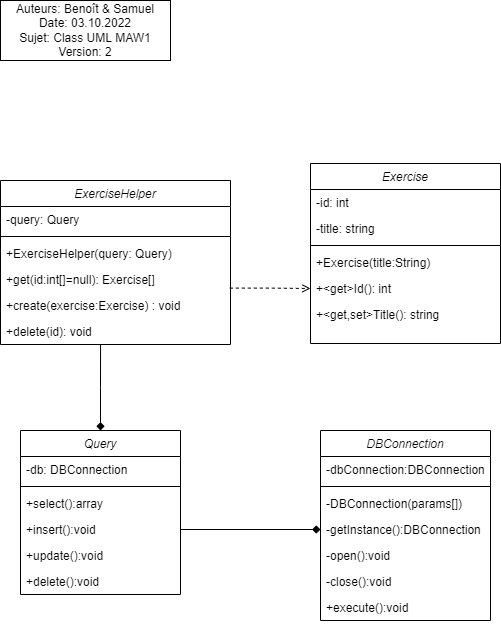 Auteurs: Benoît & Samuel
Date: 03.10.2022
Sujet: Class UML MAW1
Version: 2
ExerciseHelper
-query: Query
+ExerciseHelper(query: Query)
+get(id:int[]=null): Exercise[]
+create(exercise:Exercise) : void
+delete(id): void
Exercise
-id: int
-title: string
+Exercise(title:String)
+<get>Id(): int
+<get,set>Title(): string
Query
-db: DBConnection
+select():array
+insert():void
+update():void
+delete():void
DBConnection
-dbConnection:DBConnection
-DBConnection(params[])
-getInstance():DBConnection
-open():void
-close():void
+execute():void